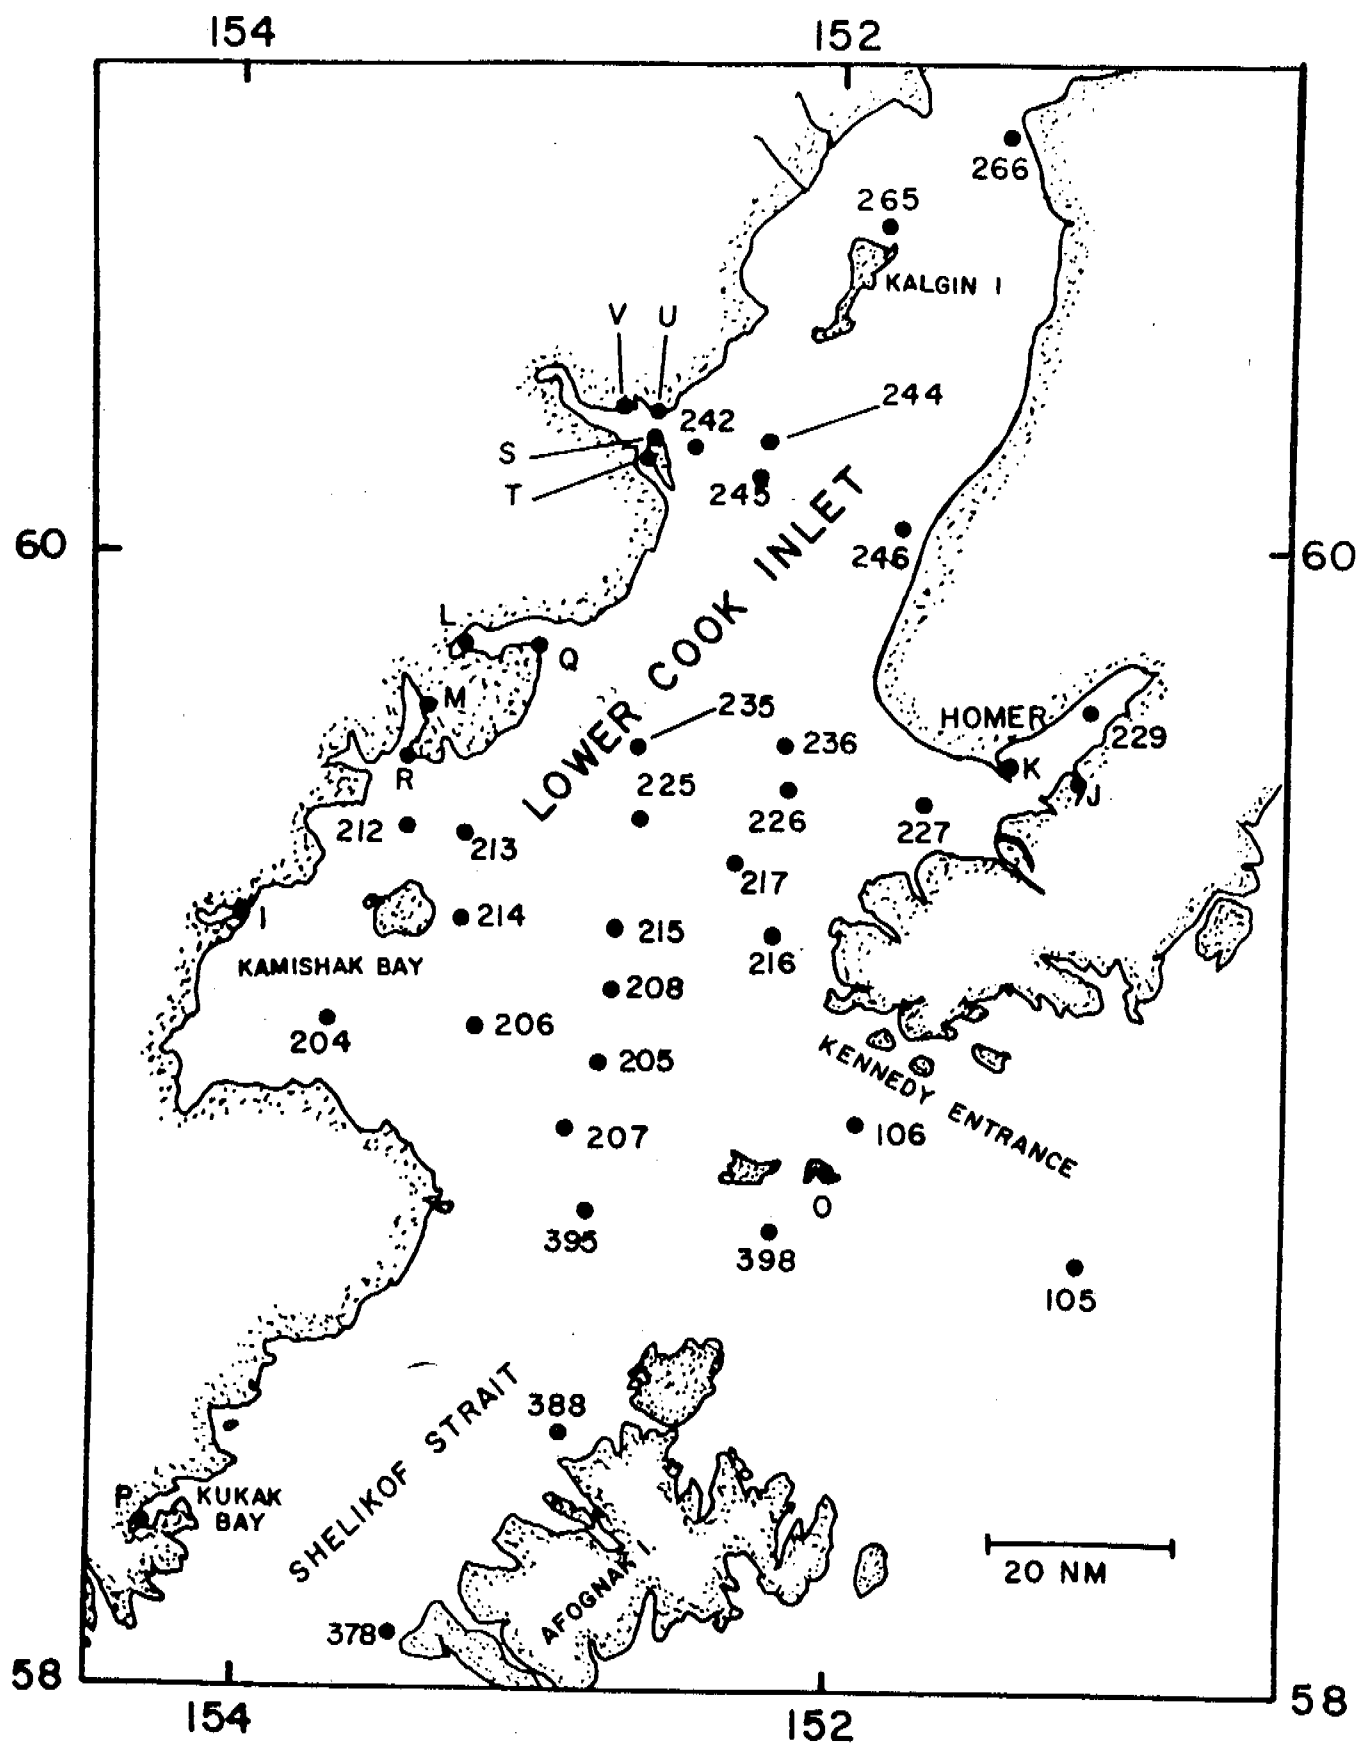 154 152
266
265
KALGIN I
V U
244
242
S
T
245
60 60
246
LOWER COOK INLET
L
Q
M
235
HOMER
229
236
R
K
J
225
226
227
212
213
217
I
214
215
216
KAMISHAK BAY
208
204
206
205
KENNEDY ENTRANCE
207
106
O
395
398
105
SHELIKOF STRAIT
388
P
KUKAK
BAY
20 NM
AFOGNAK I.
378
58 58
154 152